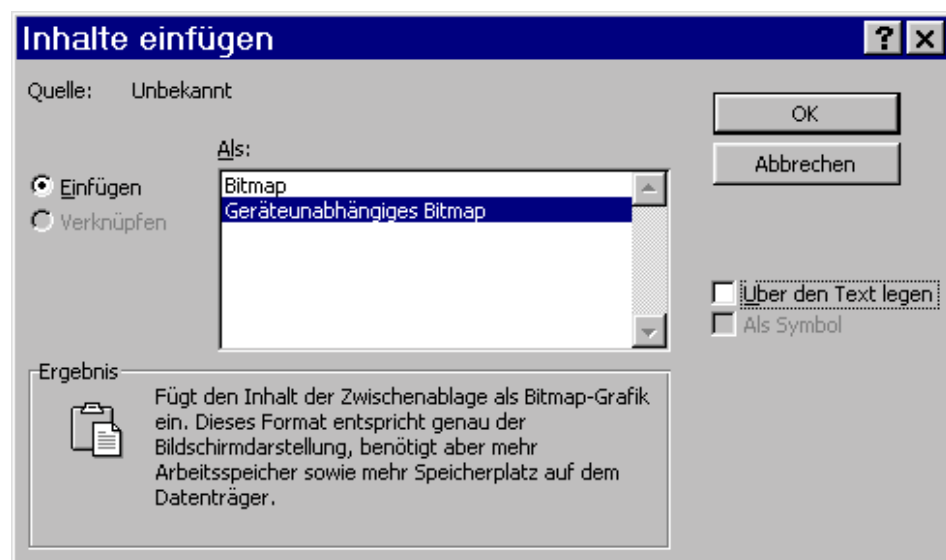 Inhalte einfügen
Quelle: Unbekannt
OK
Abbrechen
Als:
Einfügen
Verknüpfen
Bitmap
Geräteunabhängiges Bitmap
Über den Text legen
Als Symbol
Ergebnis
Fügt den Inhalt der Zwischenablage als Bitmap-Grafik
ein. Dieses Format entspricht genau der
Bildschirmdarstellung, benötigt aber mehr
Arbeitsspeicher sowie mehr Speicherplatz auf dem
Datenträger.